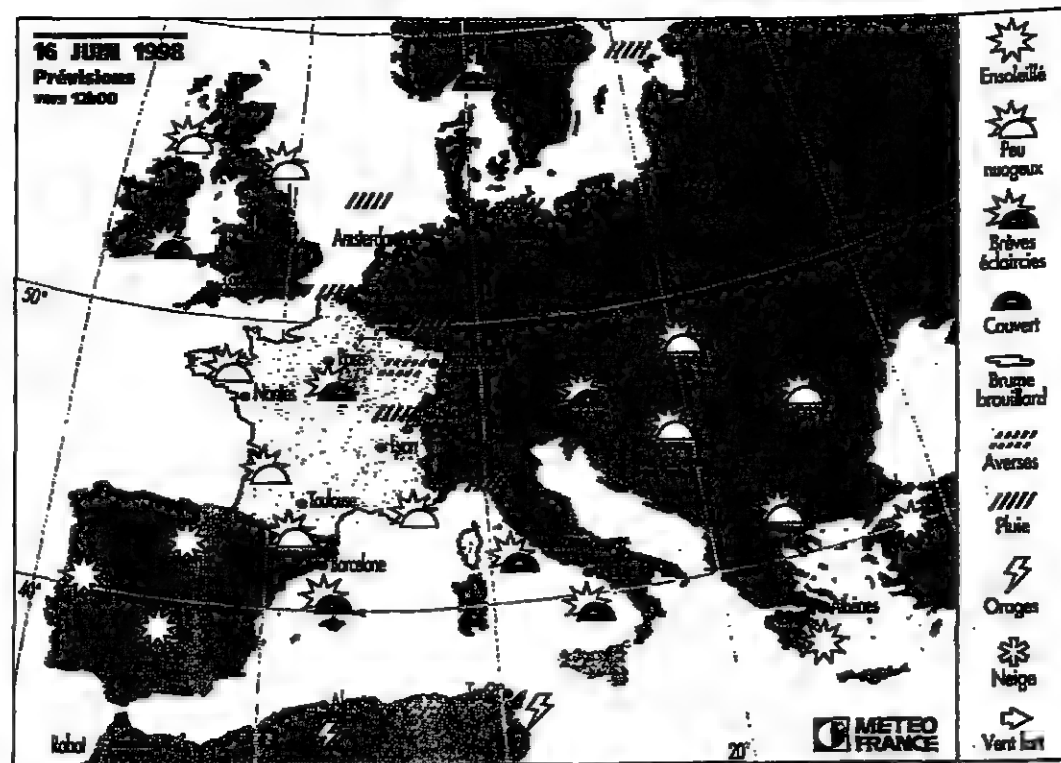 16 JUIN 1998
Prévisions
vers 12h00
50°
40°
20°
Amsterdam
Paris
Nantes
Lyon
Toulouse
Barcelone
Athènes
Rabat
METEO
FRANCE
Ensoleillé
Peu
nuageux
Brèves
éclaircies
Couvert
Brume
brouillard
Averses
Pluie
Orages
Neige
Vent fort